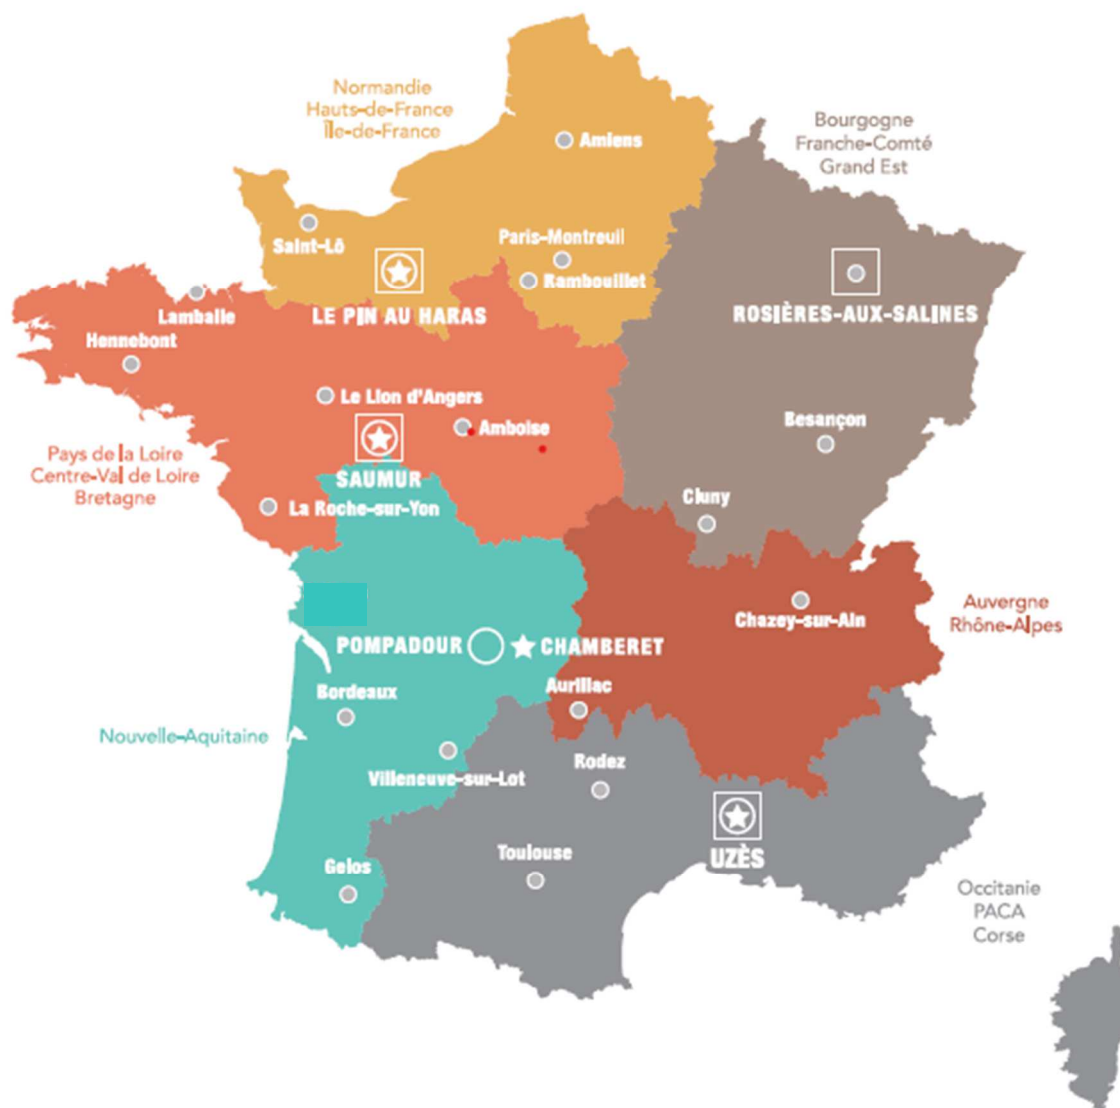 Normandie
Hauts-de-France
Île-de-France
Bourgogne
Franche-Comté
Grand Est
Amiens
Saint-Lô
Paris-Montreuil
Rambouillet
LE PIN AU HARAS
ROSIÈRES-AUX-SALINES
Lamballe
Hennebont
Le Lion d'Angers
Amboise
Besançon
Pays de la Loire
Centre-Val de Loire
Bretagne
SAUMUR
La Roche-sur-Yon
Cluny
Auvergne
Rhône-Alpes
Chazey-sur-Ain
POMPADOUR
CHAMBERET
Aurillac
Bordeaux
Nouvelle-Aquitaine
Villeneuve-sur-Lot
Rodez
UZÈS
Toulouse
Gelos
Occitanie
PACA
Corse